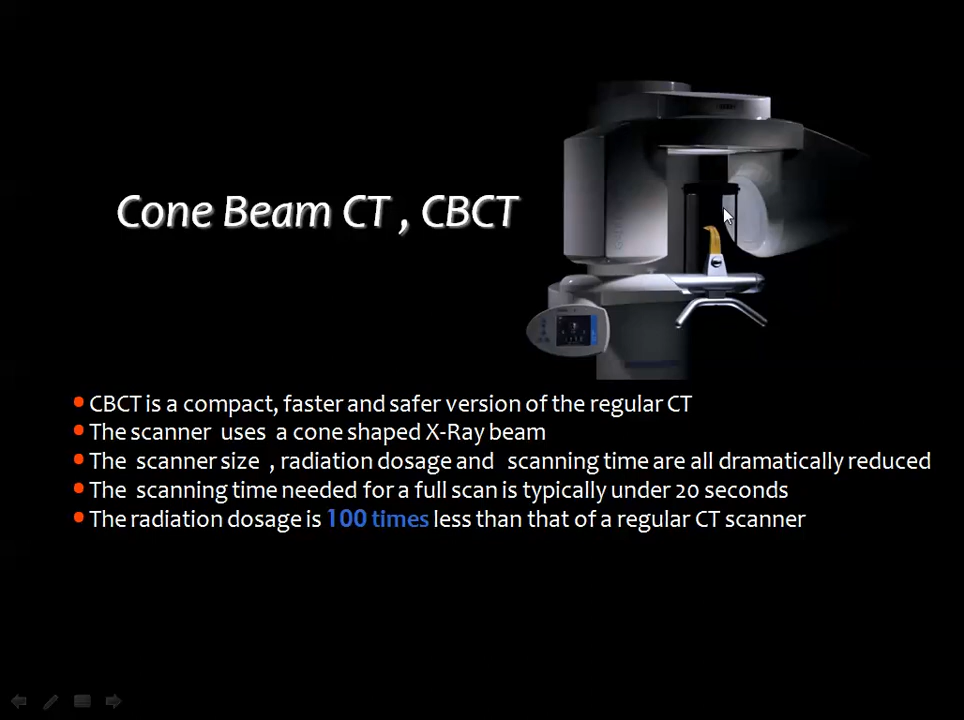 Cone Beam CT , CBCT
CBCT is a compact, faster and safer version of the regular CT
The scanner uses a cone shaped X-Ray beam
The scanner size , radiation dosage and scanning time are all dramatically reduced
The scanning time needed for a full scan is typically under 20 seconds
The radiation dosage is 100 times less than that of a regular CT scanner